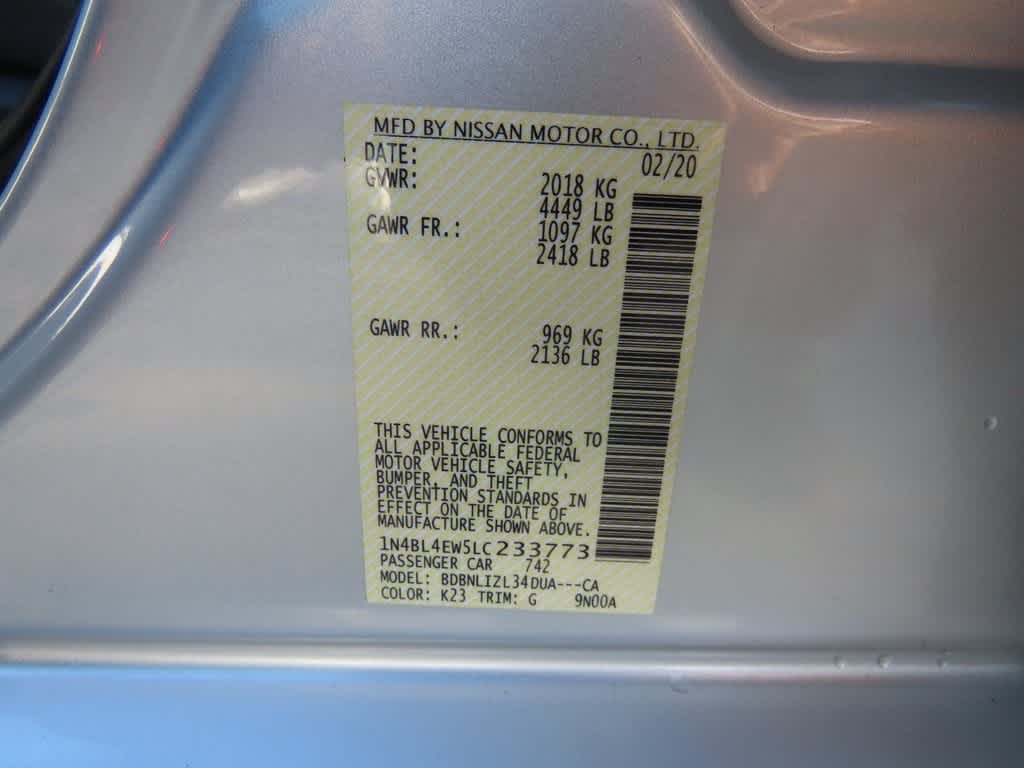 MFD BY NISSAN MOTOR CO., LTD.
DATE: 02/20
GVWR: 2018 KG
4449 LB
GAWR FR.: 1097 KG
2418 LB
GAWR RR.: 969 KG
2136 LB
THIS VEHICLE CONFORMS TO
ALL APPLICABLE FEDERAL
MOTOR VEHICLE SAFETY,
BUMPER, AND THEFT
PREVENTION STANDARDS IN
EFFECT ON THE DATE OF
MANUFACTURE SHOWN ABOVE.
1N4BL4EW5LC233773
PASSENGER CAR 742
MODEL: BDBNLIZL34DUA---CA
COLOR: K23 TRIM: G 9N00A